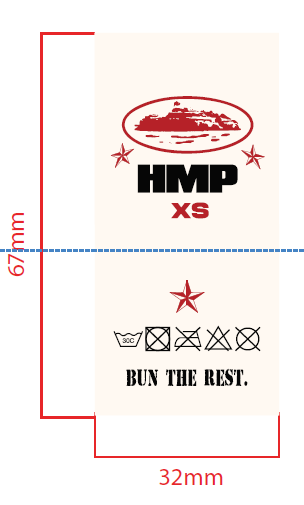 HMP
XS
67mm
30C
BUN THE REST.
32mm